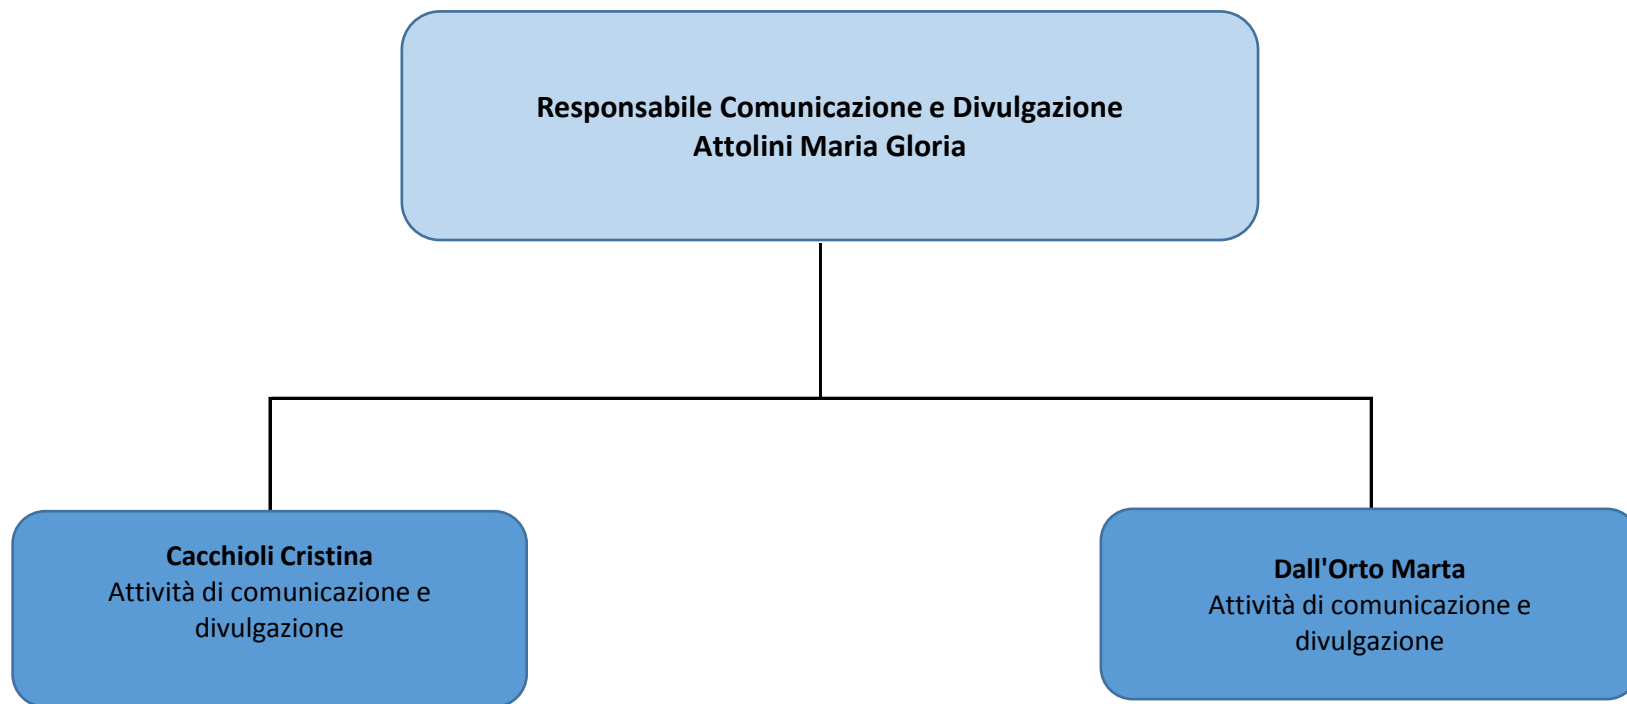 Responsabile Comunicazione e Divulgazione
Attolini Maria Gloria
Cacchioli Cristina
Attività di comunicazione e
divulgazione
Dall'Orto Marta
Attività di comunicazione e
divulgazione